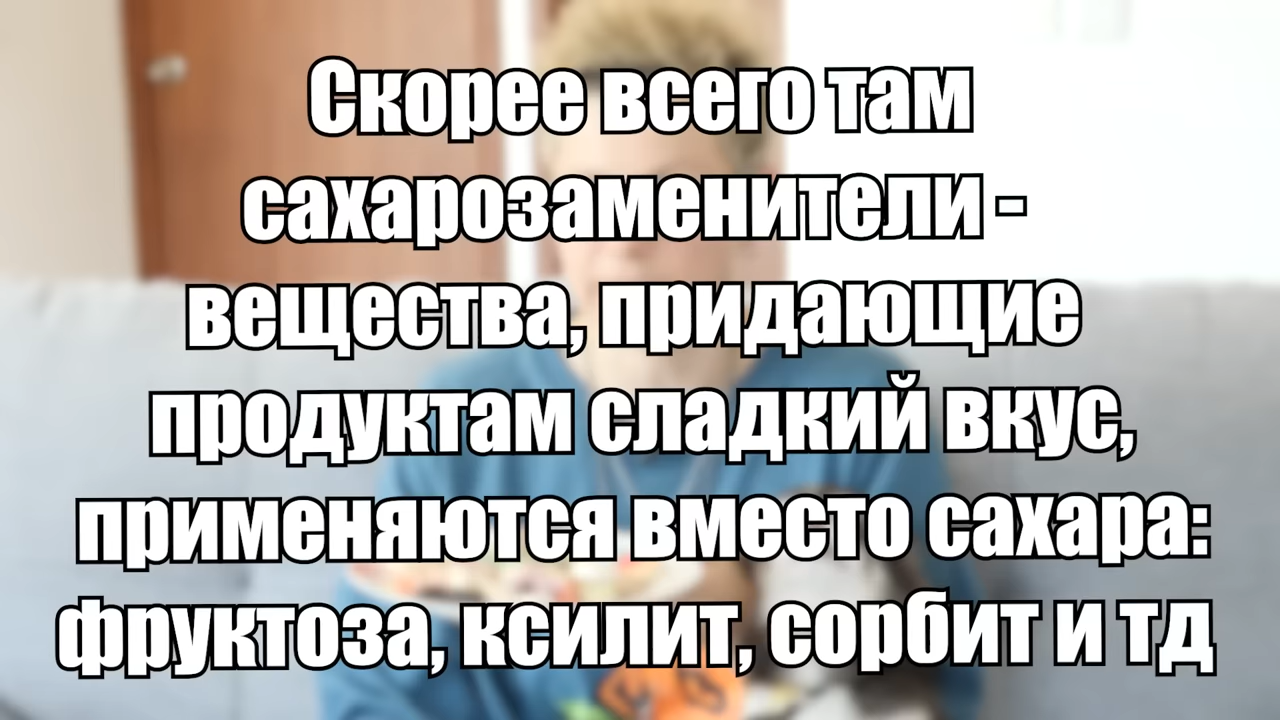 Скорее всего там
сахарозаменители -
вещества, придающие
продуктам сладкий вкус,
применяются вместо сахара:
фруктоза, ксилит, сорбит и тд